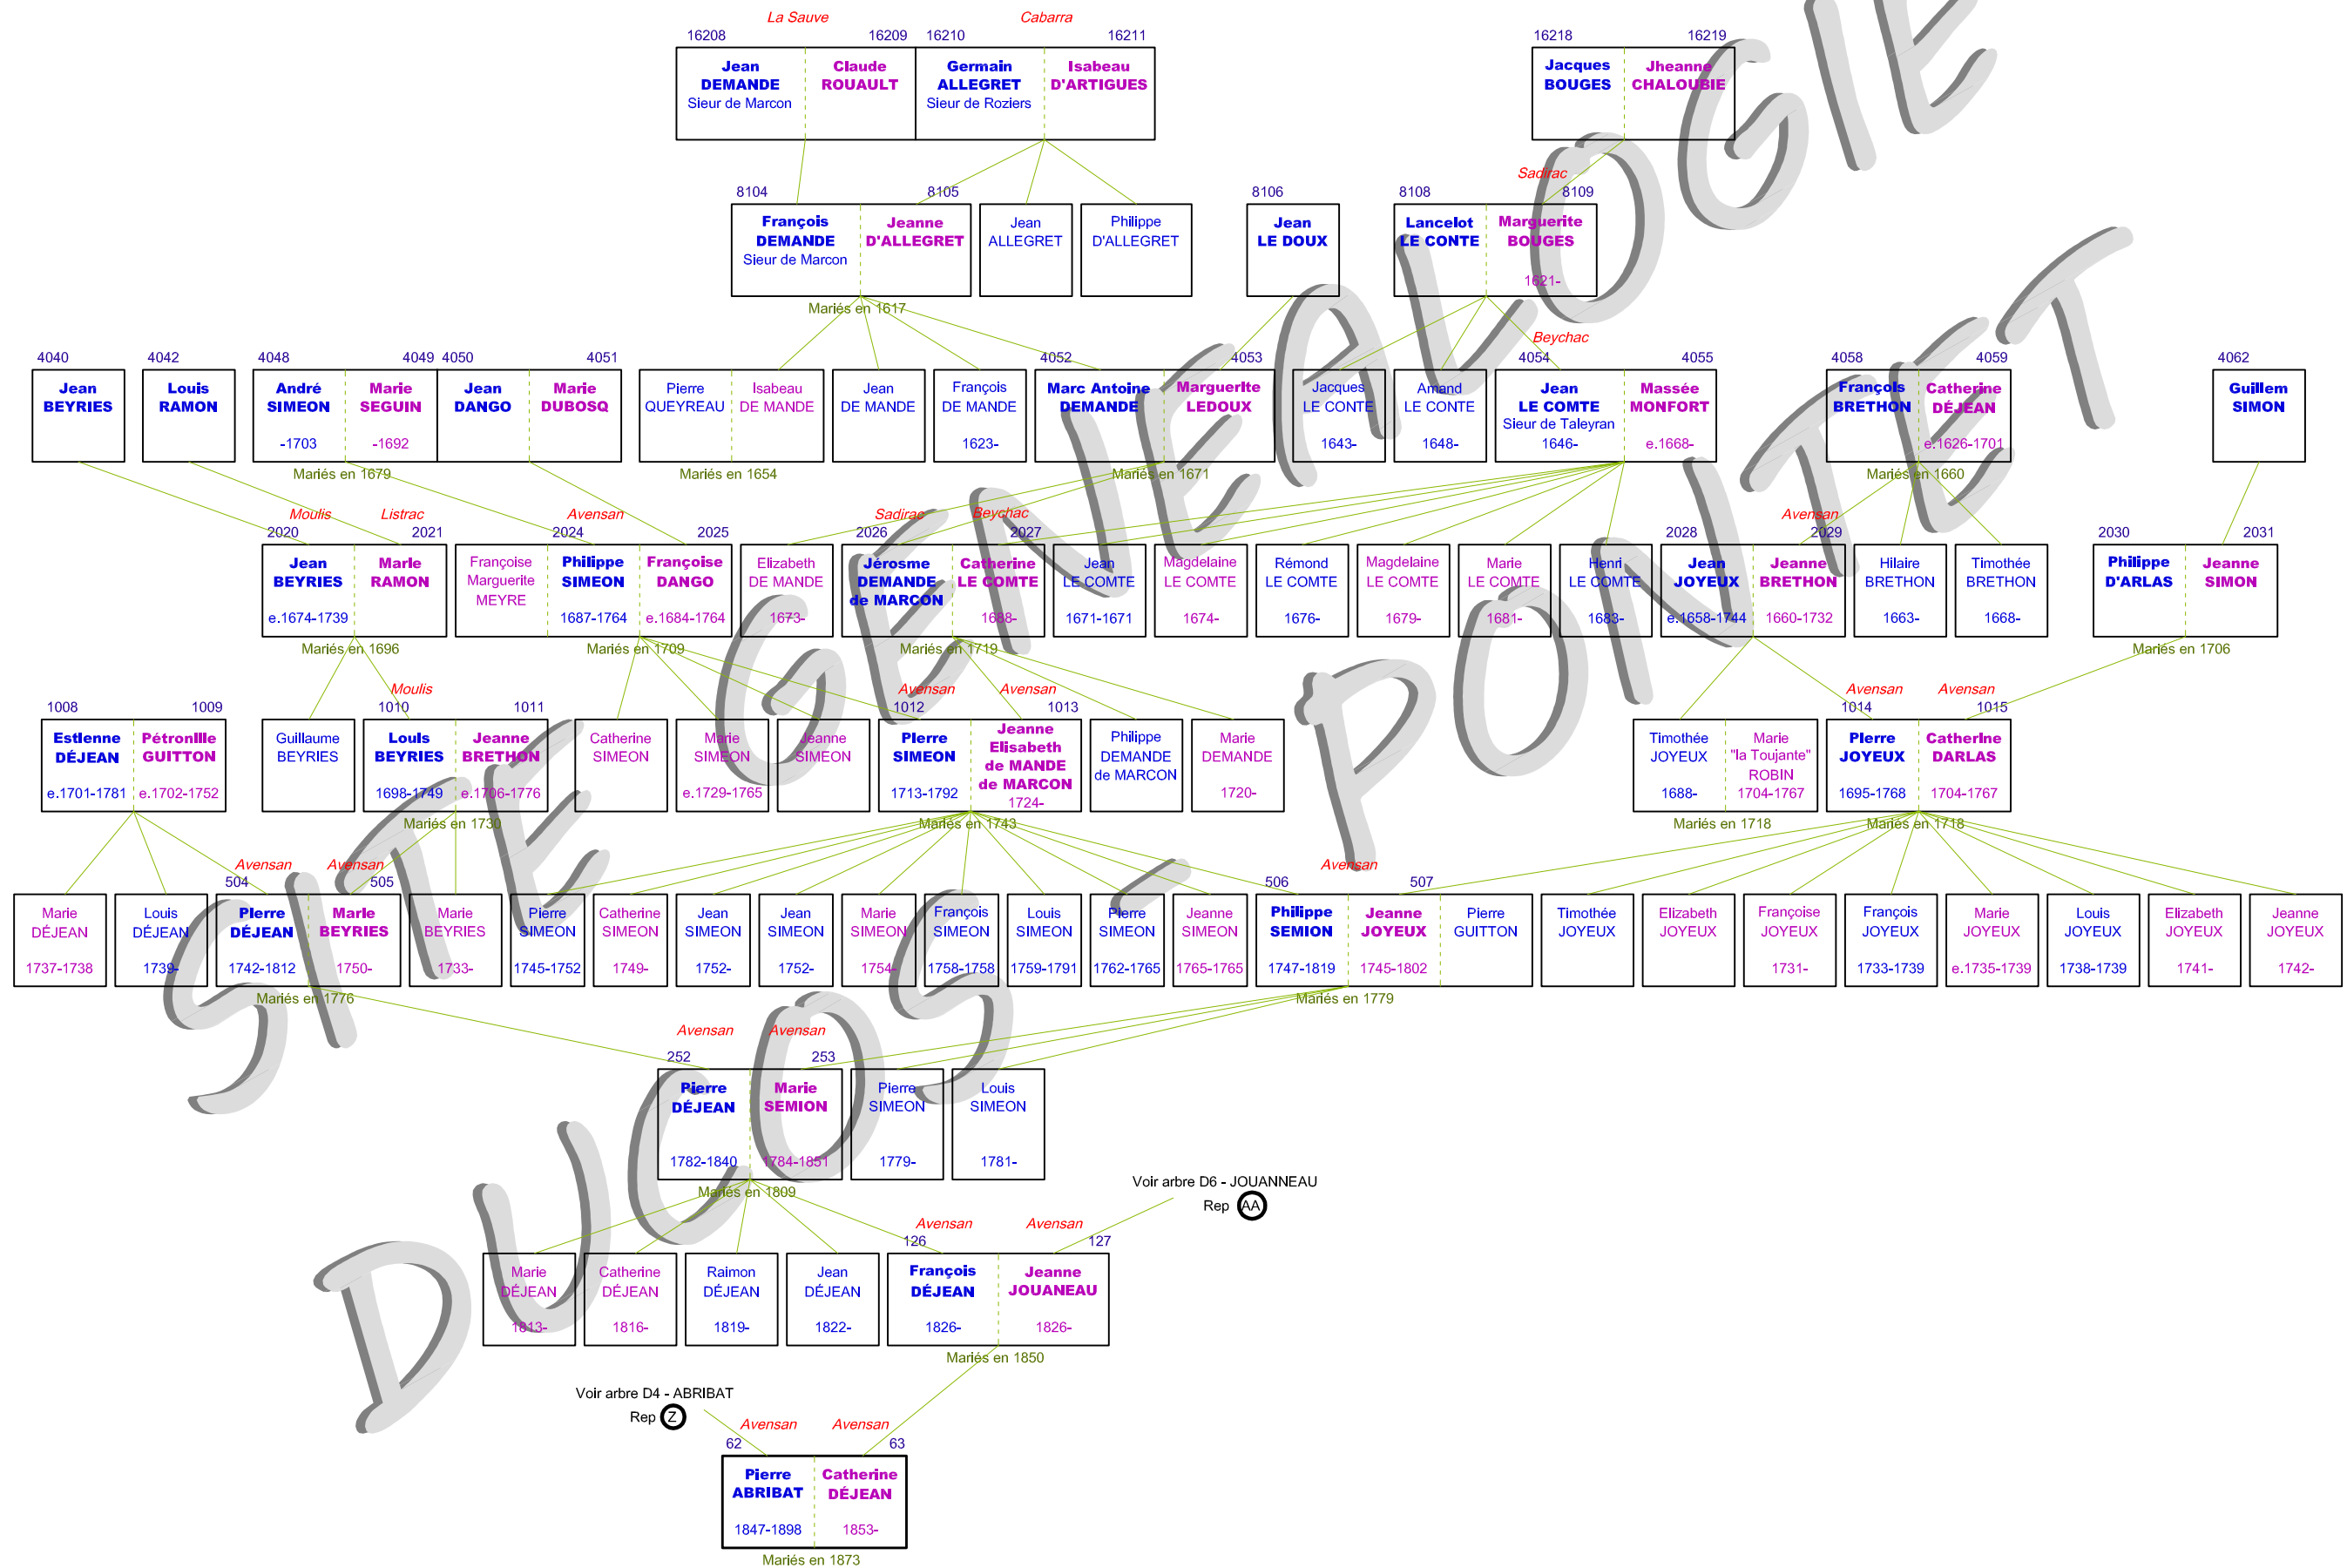 La Sauve
Cabarra
16208 16209 16210 16211 16218 16219
Jean DEMANDE Sieur de Marcon
Claude ROUAULT
Germain ALLEGRET Sieur de Roziers
Isabeau D'ARTIGUES
Jacques BOUGES
Jheanne CHALOUBIE
Sadirac
8104 8105 8106 8108 8109
François DEMANDE Sieur de Marcon
Jeanne D'ALLEGRET
Jean ALLEGRET
Philippe D'ALLEGRET
Jean LE DOUX
Lancelot LE CONTE
Marguerite BOUGES 1621-
Mariés en 1617
Beychac
4040 4042 4048 4049 4050 4051 4052 4053 4054 4055 4058 4059 4062
Jean BEYRIES
Louis RAMON
André SIMEON -1703
Marie SEGUIN -1692
Jean DANGO
Marie DUBOSQ
Pierre QUEYREAU
Isabeau DE MANDE
Jean DE MANDE
François DE MANDE 1623-
Marc Antoine DEMANDE
Marguerite LEDOUX
Jacques LE CONTE 1643-
Amand LE CONTE 1648-
Jean LE COMTE Sieur de Taleyran 1646-
Massée MONFORT e.1668-
François BRETHON
Catherine DÉJEAN e.1626-1701
Guillem SIMON
Mariés en 1679
Mariés en 1654
Mariés en 1671
Mariés en 1660
Moulis Listrac Avensan Sadirac Beychac Avensan
2020 2021 2024 2025 2026 2027 2028 2029 2030 2031
Jean BEYRIES e.1674-1739
Marie RAMON
Françoise Marguerite MEYRE
Philippe SIMEON 1687-1764
Françoise DANGO e.1684-1764
Elizabeth DE MANDE 1673-
Jérosme DEMANDE de MARCON
Catherine LE COMTE 1688-
Jean LE COMTE 1671-1671
Magdelaine LE COMTE 1674-
Rémond LE COMTE 1676-
Magdelaine LE COMTE 1679-
Marie LE COMTE 1681-
Henri LE COMTE 1683-
Jean JOYEUX e.1658-1744
Jeanne BRETHON 1660-1732
Hilaire BRETHON 1663-
Timothée BRETHON 1668-
Philippe D'ARLAS
Jeanne SIMON
Mariés en 1696
Mariés en 1709
Mariés en 1719
Mariés en 1706
Moulis Avensan Avensan Avensan Avensan
1008 1009 1010 1011 1012 1013 1014 1015
Estienne DÉJEAN e.1701-1781
Pétronille GUITTON e.1702-1752
Guillaume BEYRIES
Louis BEYRIES 1698-1749
Jeanne BRETHON e.1706-1776
Catherine SIMEON
Marie SIMEON e.1729-1765
Jeanne SIMEON
Pierre SIMEON 1713-1792
Jeanne Elisabeth de MANDE de MARCON 1724-
Philippe DEMANDE de MARCON
Marie DEMANDE 1720-
Timothée JOYEUX 1688-
Marie "la Toujante" ROBIN 1704-1767
Pierre JOYEUX 1695-1768
Catherine DARLAS 1704-1767
Mariés en 1730
Mariés en 1743
Mariés en 1718
Mariés en 1718
Avensan Avensan Avensan
504 505 506 507
Marie DÉJEAN 1737-1738
Louis DÉJEAN 1739-
Pierre DÉJEAN 1742-1812
Marie BEYRIES 1750-
Marie BEYRIES 1733-
Pierre SIMEON 1745-1752
Catherine SIMEON 1749-
Jean SIMEON 1752-
Jean SIMEON 1752-
Marie SIMEON 1754-
François SIMEON 1758-1758
Louis SIMEON 1759-1791
Pierre SIMEON 1762-1765
Jeanne SIMEON 1765-1765
Philippe SEMION 1747-1819
Jeanne JOYEUX 1745-1802
Pierre GUITTON
Timothée JOYEUX
Elizabeth JOYEUX
Françoise JOYEUX 1731-
François JOYEUX 1733-1739
Marie JOYEUX e.1735-1739
Louis JOYEUX 1738-1739
Elizabeth JOYEUX 1741-
Jeanne JOYEUX 1742-
Mariés en 1776
Mariés en 1779
Avensan Avensan
252 253
Pierre DÉJEAN 1782-1840
Marie SEMION 1784-1851
Pierre SIMEON 1779-
Louis SIMEON 1781-
Mariés en 1809
Voir arbre D6 - JOUANNEAU
Rep AA
Avensan Avensan
126 127
Marie DÉJEAN 1813-
Catherine DÉJEAN 1816-
Raimon DÉJEAN 1819-
Jean DÉJEAN 1822-
François DÉJEAN 1826-
Jeanne JOUANEAU 1826-
Mariés en 1850
Voir arbre D4 - ABRIBAT
Rep Z
Avensan Avensan
62 63
Pierre ABRIBAT 1847-1898
Catherine DÉJEAN 1853-
Mariés en 1873
SITE GENEALOGIE
DUCOS - PONTET